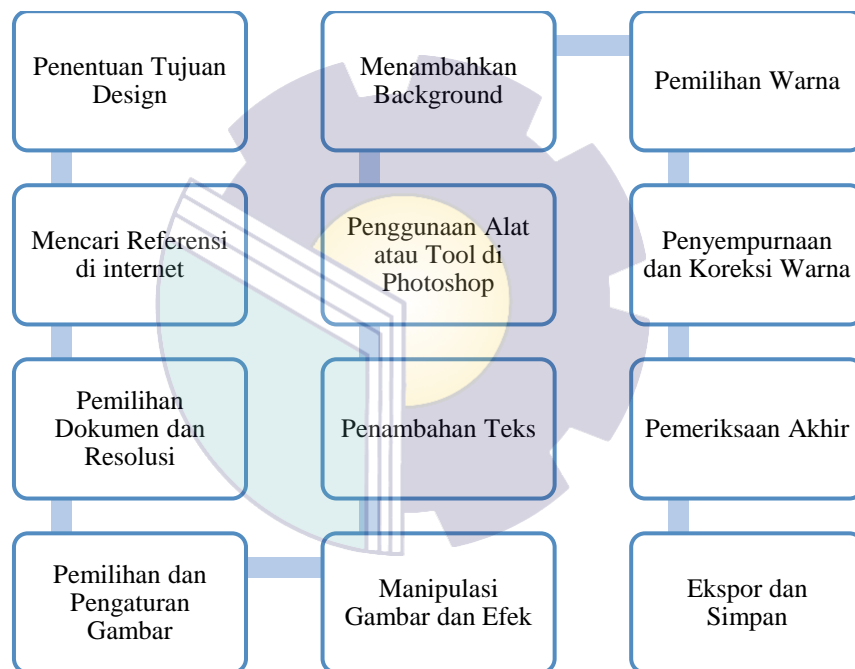 Penentuan Tujuan
Design
Mencari Referensi
di internet
Pemilihan
Dokumen dan
Resolusi
Pemilihan dan
Pengaturan
Gambar
Manipulasi
Gambar dan Efek
Penambahan Teks
Penggunaan Alat
atau Tool di
Photoshop
Menambahkan
Background
Pemilihan Warna
Penyempurnaan
dan Koreksi Warna
Pemeriksaan Akhir
Ekspor dan
Simpan